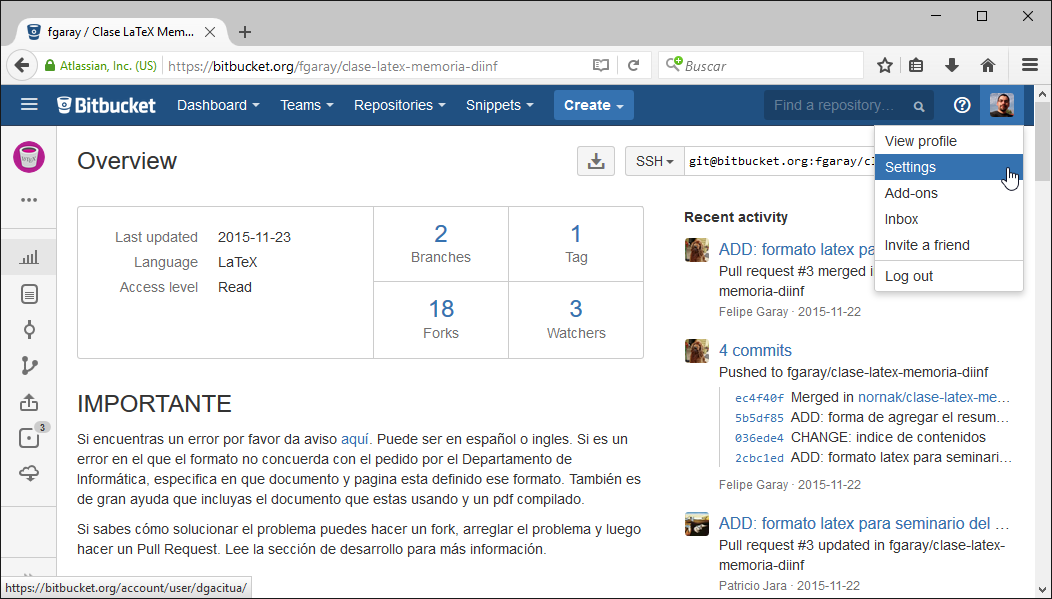 fgaray / Clase LaTeX Mem...
Atlassian, Inc. (US) https://bitbucket.org/fgaray/clase-latex-memoria-diinf
Buscar
Bitbucket Dashboard Teams Repositories Snippets Create Find a repository...
View profile
Settings
Add-ons
Inbox
Invite a friend
Log out
Overview
SSH git@bitbucket.org:fgaray/cl
Last updated 2015-11-23
Language LaTeX
Access level Read
2
Branches
1
Tag
18
Forks
3
Watchers
3
IMPORTANTE
Si encuentras un error por favor da aviso aquí. Puede ser en español o ingles. Si es un
error en el que el formato no concuerda con el pedido por el Departamento de
Informática, especifica en que documento y pagina esta definido ese formato. También es
de gran ayuda que incluyas el documento que estas usando y un pdf compilado.
Si sabes cómo solucionar el problema puedes hacer un fork, arreglar el problema y luego
hacer un Pull Request. Lee la sección de desarrollo para más información.
Recent activity
ADD: formato latex pa
Pull request #3 merged i
memoria-diinf
Felipe Garay · 2015-11-22
4 commits
Pushed to fgaray/clase-latex-memoria-diinf
ec4f40f Merged in nornak/clase-latex-me...
5b5df85 ADD: forma de agregar el resum...
036ede4 CHANGE: indice de contenidos
2cbc1ed ADD: formato latex para seminari...
Felipe Garay · 2015-11-22
ADD: formato latex para seminario del ...
Pull request #3 updated in fgaray/clase-latex-
memoria-diinf
Patricio Jara · 2015-11-22
https://bitbucket.org/account/user/dgacitua/